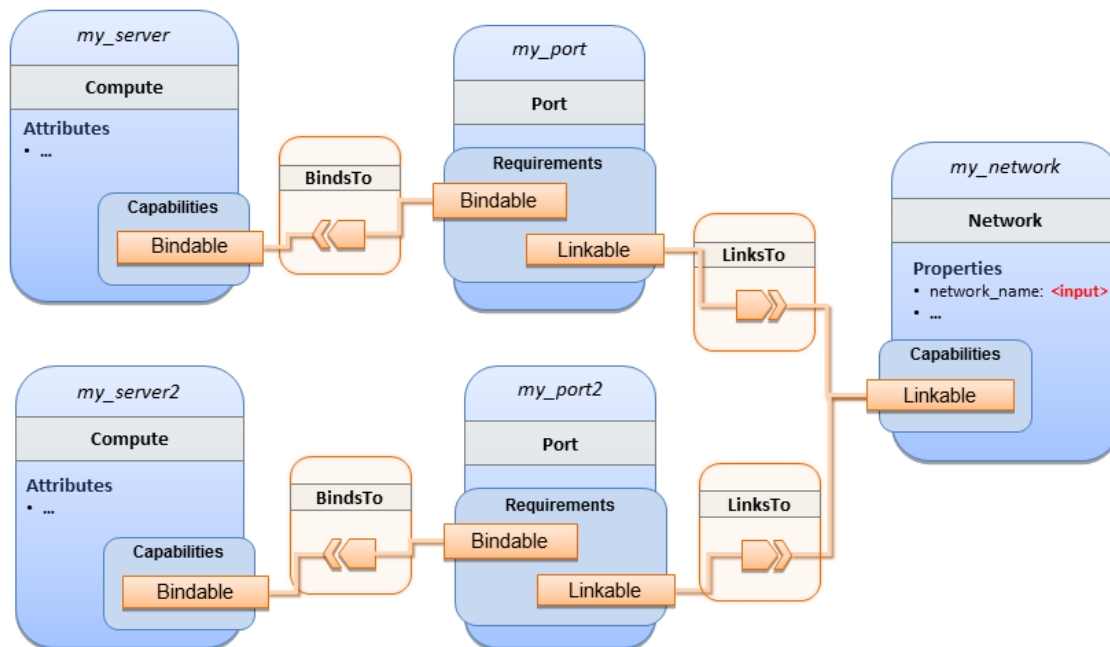 my_server
Compute
Attributes
• ...
Capabilities
Bindable
BindsTo
my_port
Port
Requirements
Bindable
Linkable
LinksTo
my_network
Network
Properties
• network_name: <input>
• ...
Capabilities
Linkable
my_server2
Compute
Attributes
• ...
Capabilities
Bindable
BindsTo
my_port2
Port
Requirements
Bindable
Linkable
LinksTo